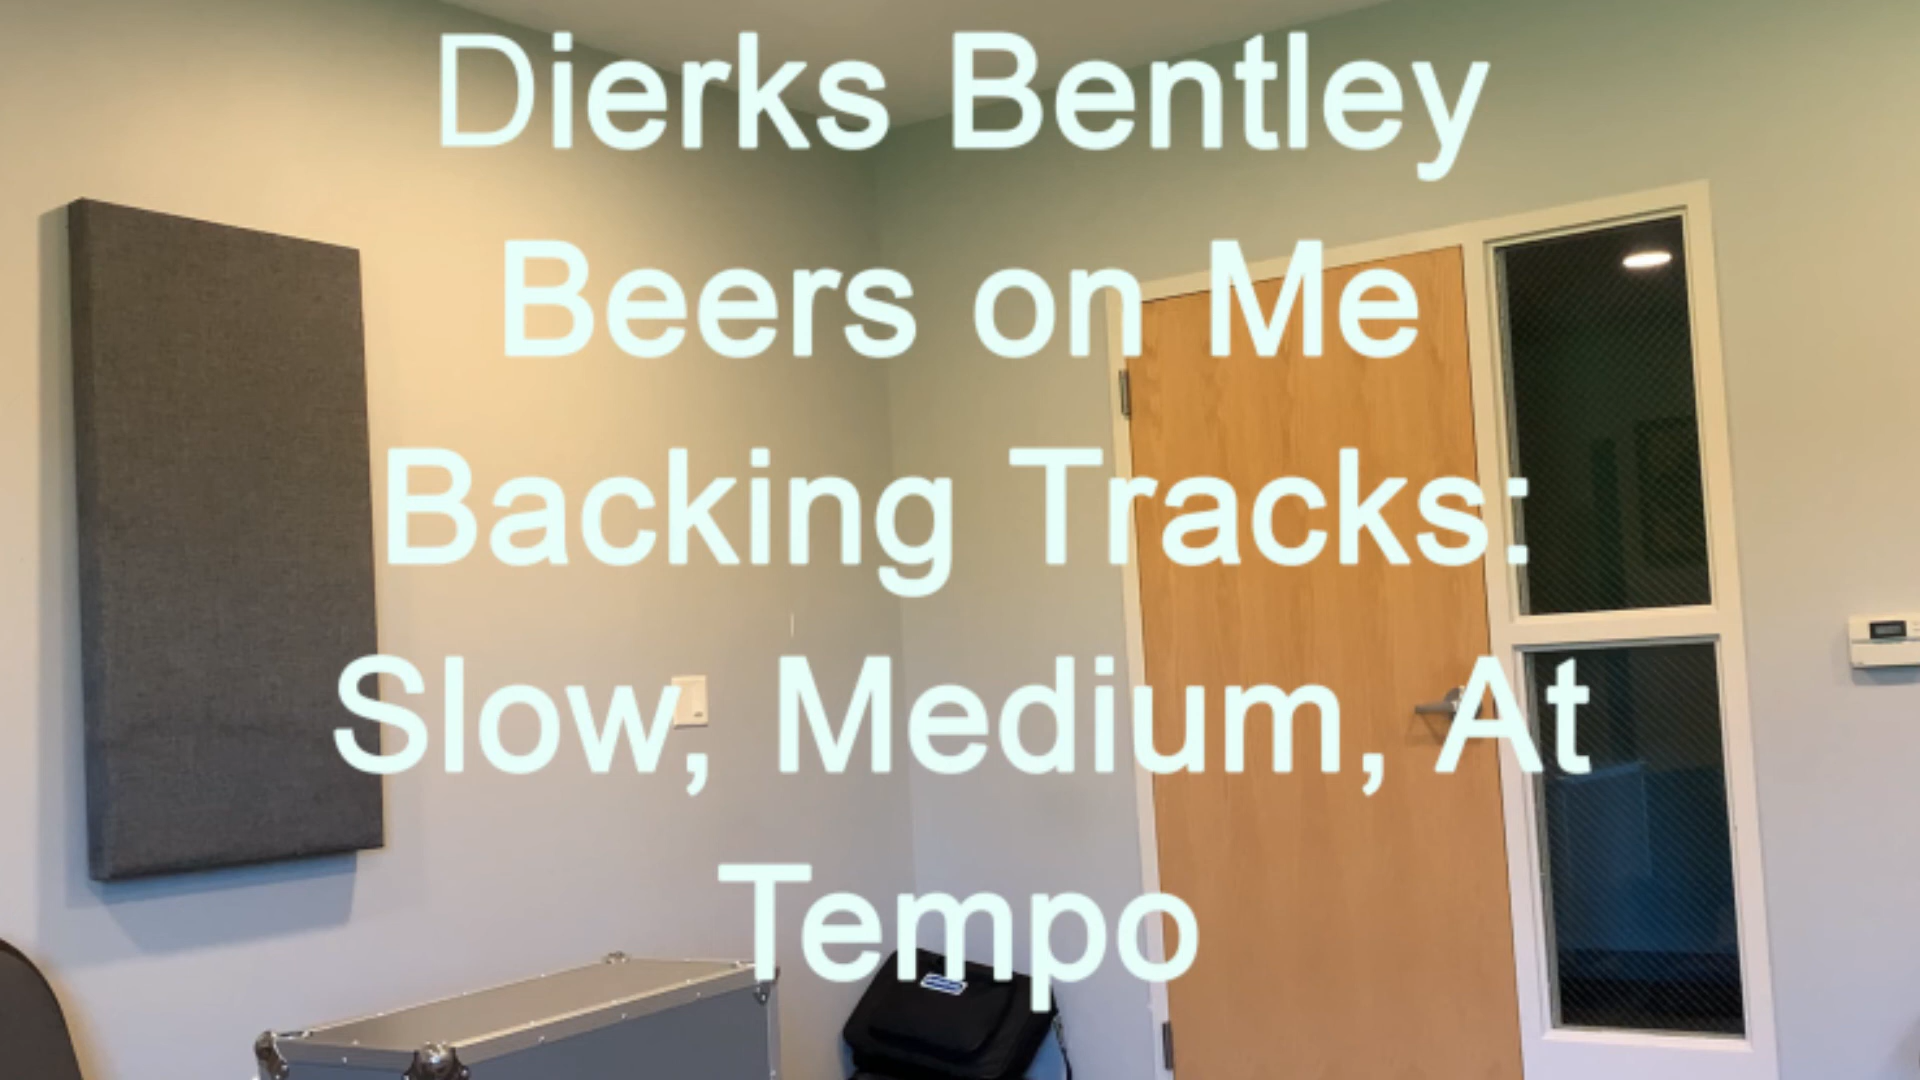 Dierks Bentley
Beers on Me
Backing Tracks:
Slow, Medium, At
Tempo